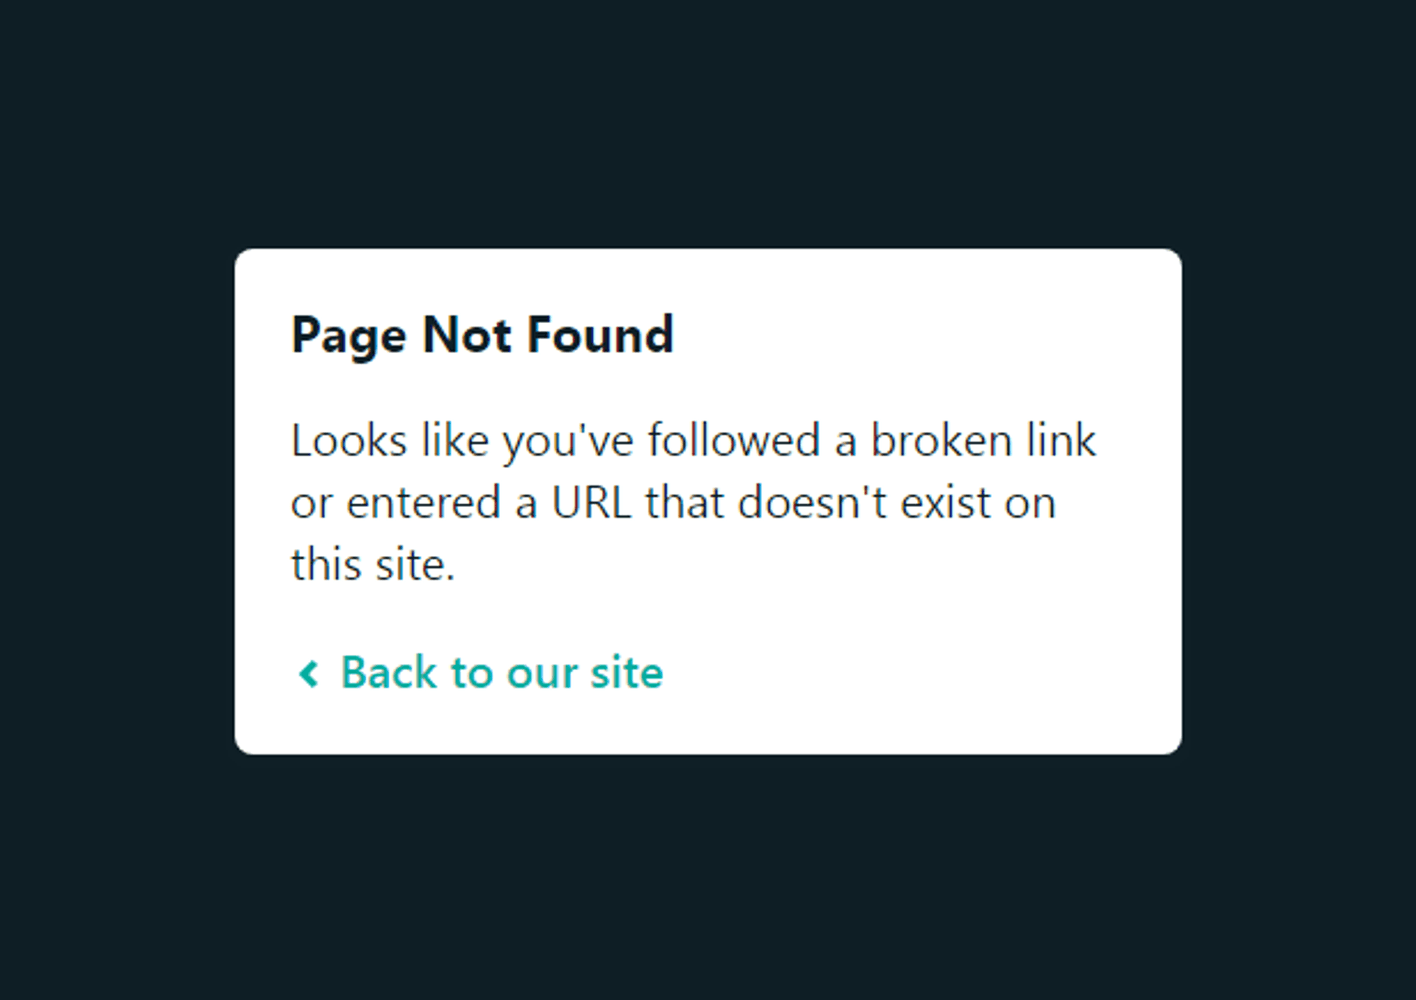 Page Not Found
Looks like you've followed a broken link
or entered a URL that doesn't exist on
this site.
Back to our site